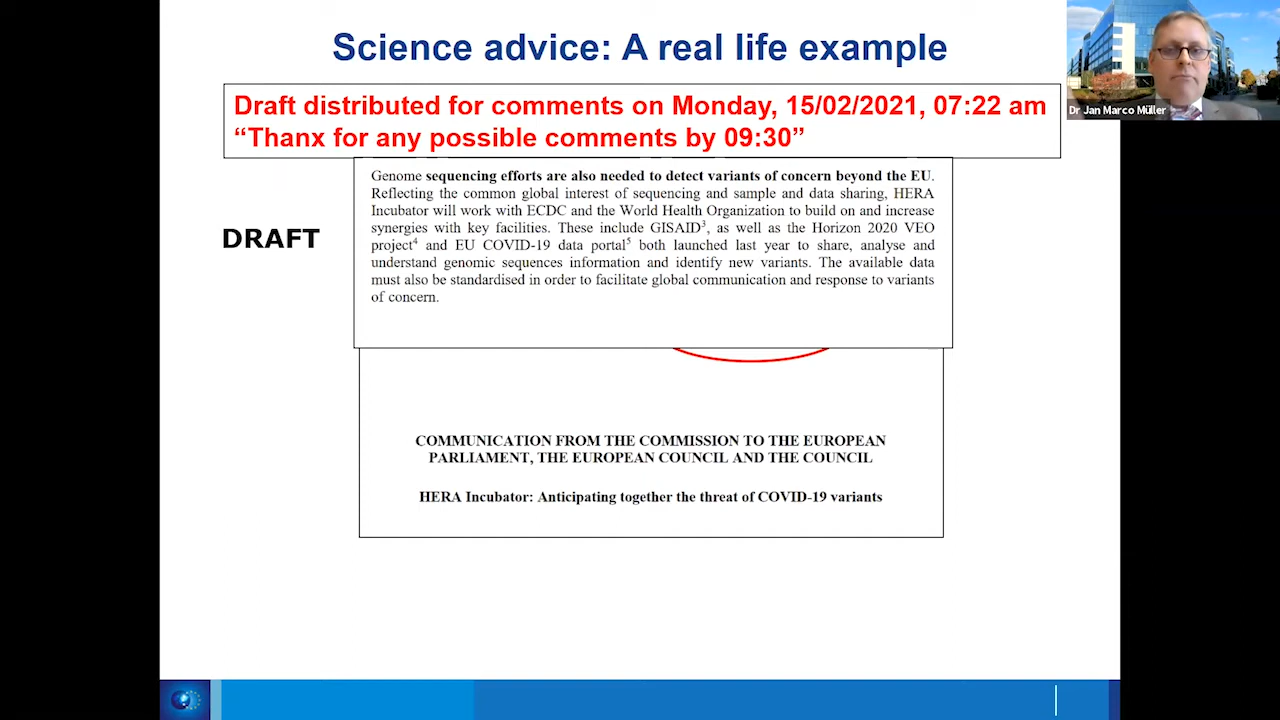 Science advice: A real life example
Dr Jan Marco Müller
Draft distributed for comments on Monday, 15/02/2021, 07:22 am
“Thanx for any possible comments by 09:30”
DRAFT
Genome sequencing efforts are also needed to detect variants of concern beyond the EU.
Reflecting the common global interest of sequencing and sample and data sharing, HERA
Incubator will work with ECDC and the World Health Organization to build on and increase
synergies with key facilities. These include GISAID³, as well as the Horizon 2020 VEO
project⁴ and EU COVID-19 data portal⁵ both launched last year to share, analyse and
understand genomic sequences information and identify new variants. The available data
must also be standardised in order to facilitate global communication and response to variants
of concern.
COMMUNICATION FROM THE COMMISSION TO THE EUROPEAN
PARLIAMENT, THE EUROPEAN COUNCIL AND THE COUNCIL
HERA Incubator: Anticipating together the threat of COVID-19 variants